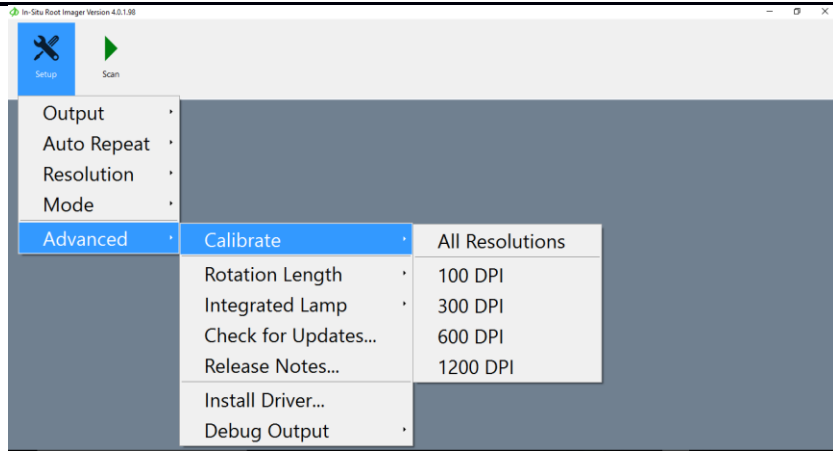 In-Situ Root Imager Version 4.0.1.98
Setup
Scan
Output
Auto Repeat
Resolution
Mode
Advanced
Calibrate
Rotation Length
Integrated Lamp
Check for Updates...
Release Notes...
Install Driver...
Debug Output
All Resolutions
100 DPI
300 DPI
600 DPI
1200 DPI